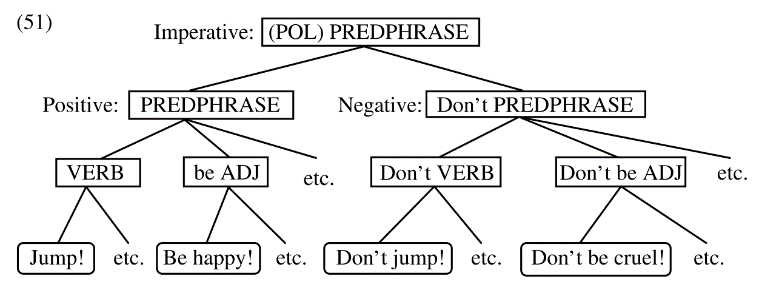 (51)
Imperative: (POL) PREDPHRASE
Positive: PREDPHRASE Negative: Don't PREDPHRASE
VERB be ADJ etc. Don't VERB Don't be ADJ etc.
Jump! etc. Be happy! etc. Don't jump! etc. Don't be cruel! etc.